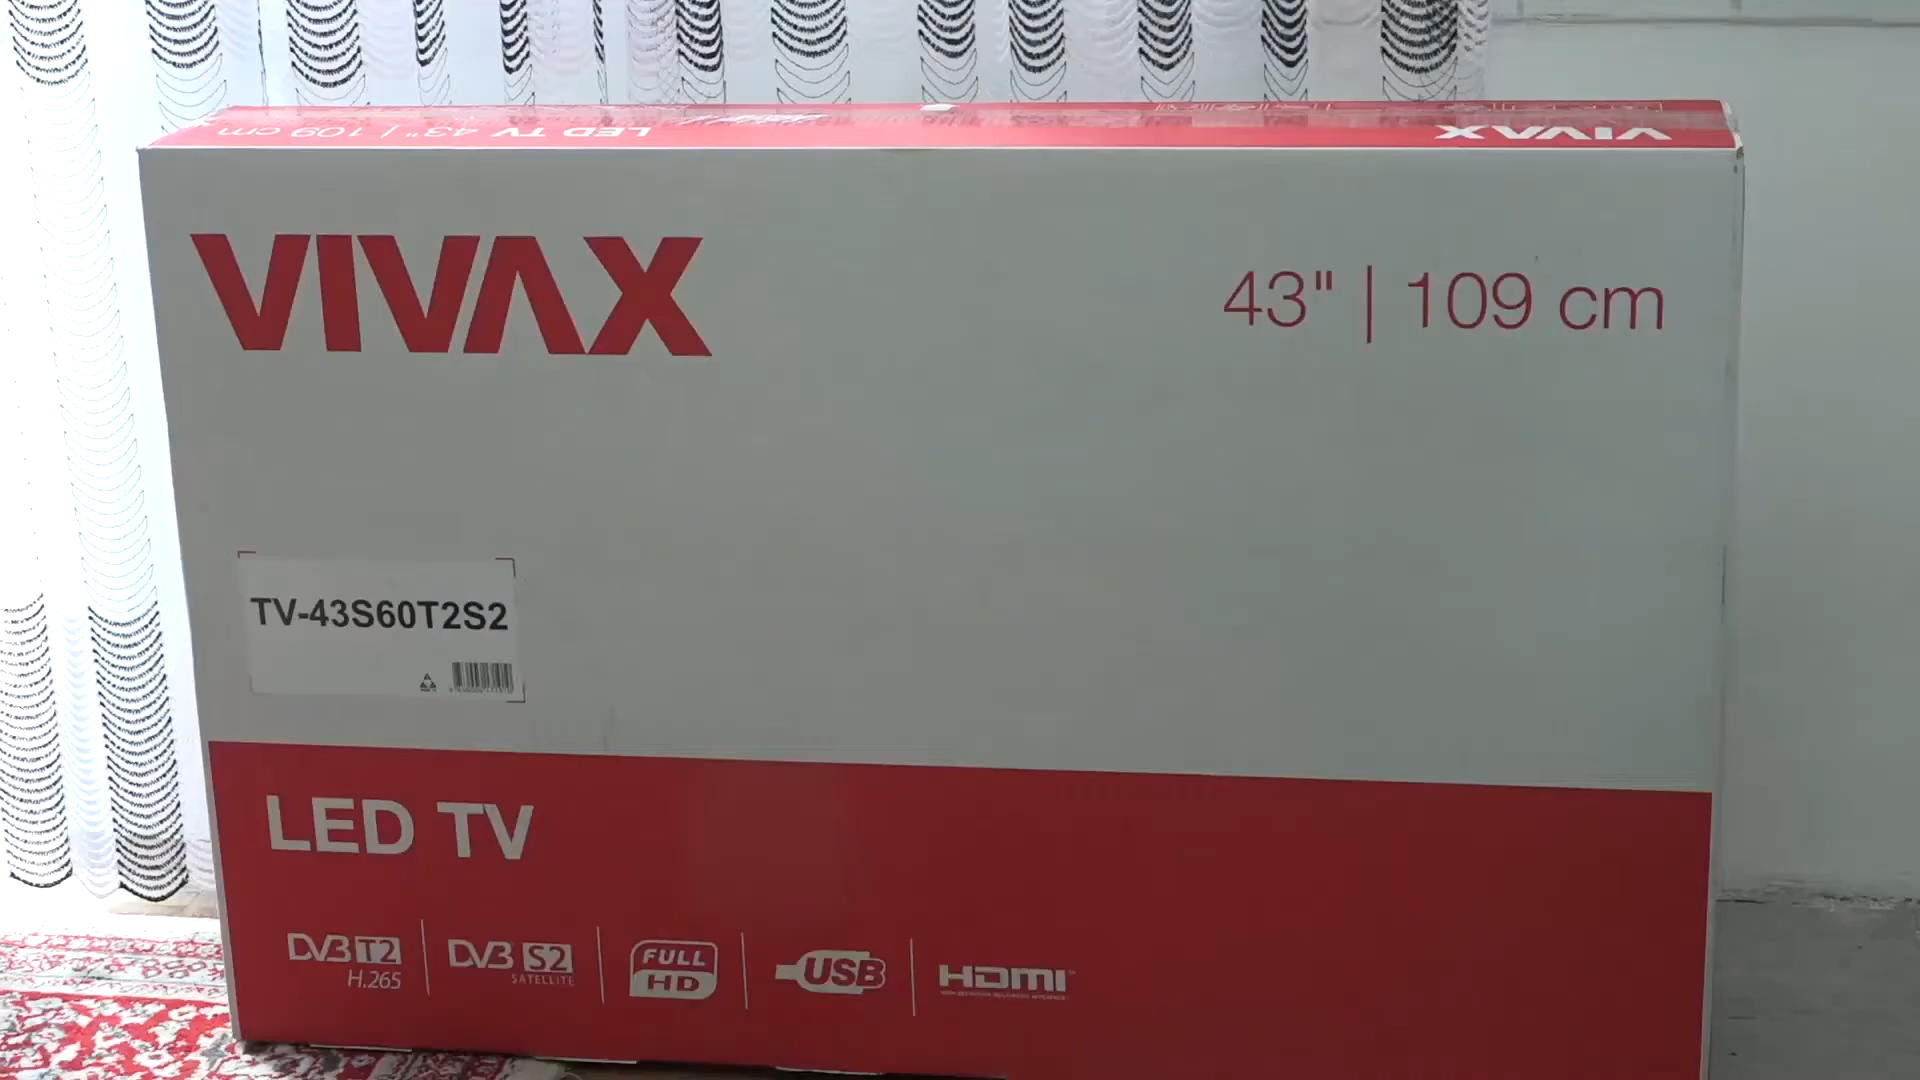 LED TV 43" | 109 cm
VIVAX
VIVAX
43" | 109 cm
TV-43S60T2S2
LED TV
DVB T2
H.265
DVB S2
SATELLITE
FULL
HD
USB
HDMI